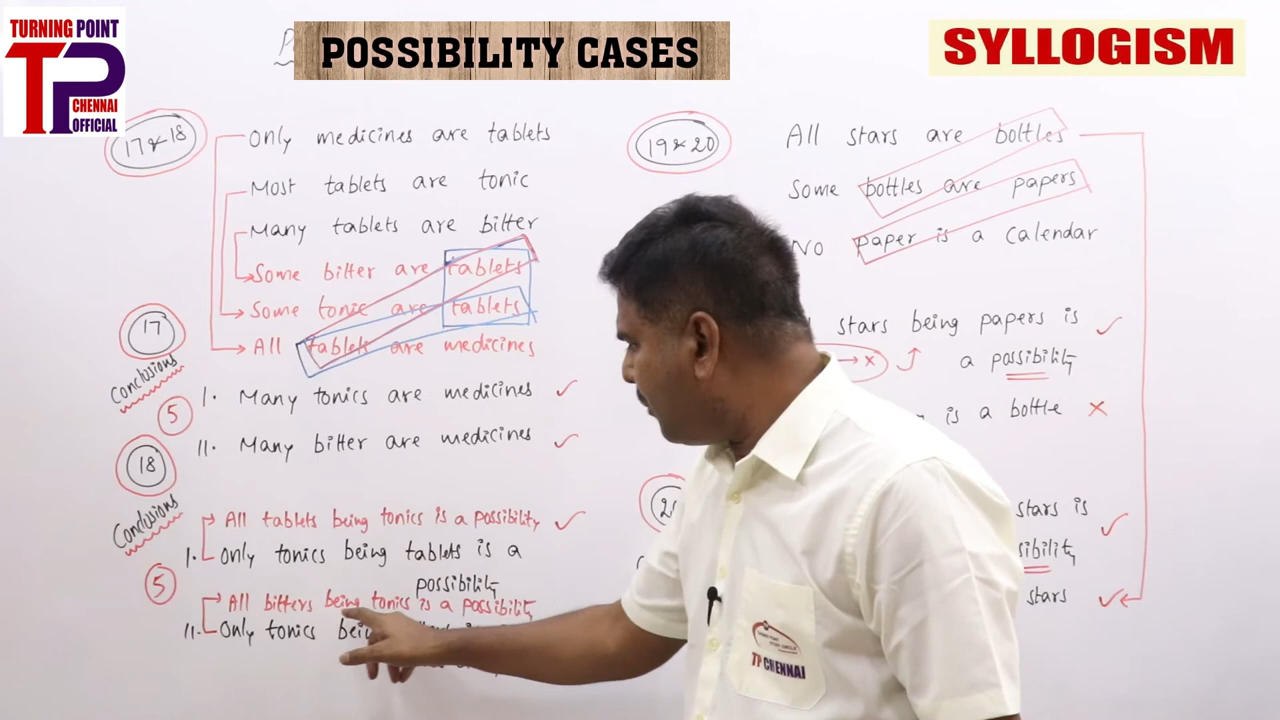 TURNING POINT
TP
CHENNAI
OFFICIAL
POSSIBILITY CASES
SYLLOGISM
17 & 18
Only medicines are tablets
Most tablets are tonic
Many tablets are bitter
Some bitter are tablets
Some tonic are tablets
All tablets are medicines
17
Conclusions
I. Many tonics are medicines ✓
5
II. Many bitter are medicines ✓
18
Conclusions
All tablets being tonics is a possibility ✓
I. Only tonics being tablets is a
possibility
5
All bitters being tonics is a possibility
II. Only tonics
19 & 20
All stars are bottles
Some bottles are papers
No paper is a calendar
stars being papers is ✓
→ x
a possibility
is a bottle ✗
stars is ✓
stars ✓
TP CHENNAI